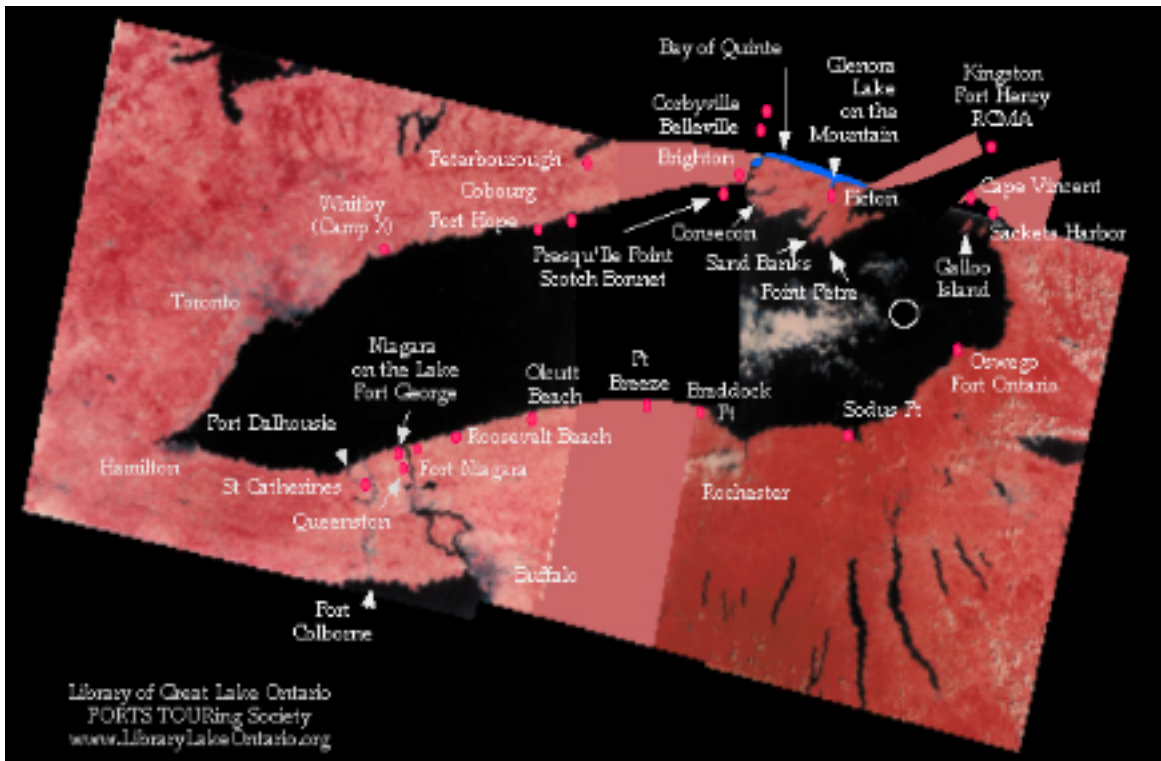 Bay of Quinte
Glenora
Lake
on the
Mountain
Kingston
Fort Henry
RCMA
Corbyville
Belleville
Peterborough
Brighton
Cobourg
Picton
Cape Vincent
Whitby
(Camp X)
Port Hope
Consecon
Sackets Harbor
Presqu'Ile Point
Scotch Bonnet
Sand Banks
Galloo
Island
Point Petre
Toronto
Niagara
on the Lake
Fort George
Olcutt
Beach
Pt
Breeze
Braddock
Pt
Oswego
Fort Ontario
Sodus Pt
Port Dalhousie
Roosevalt Beach
Hamilton
Fort Niagara
St Catherines
Rochester
Queenston
Buffalo
Port
Colborne
Library of Great Lake Ontario
PORTS TOURing Society
www.LibraryLakeOntario.org